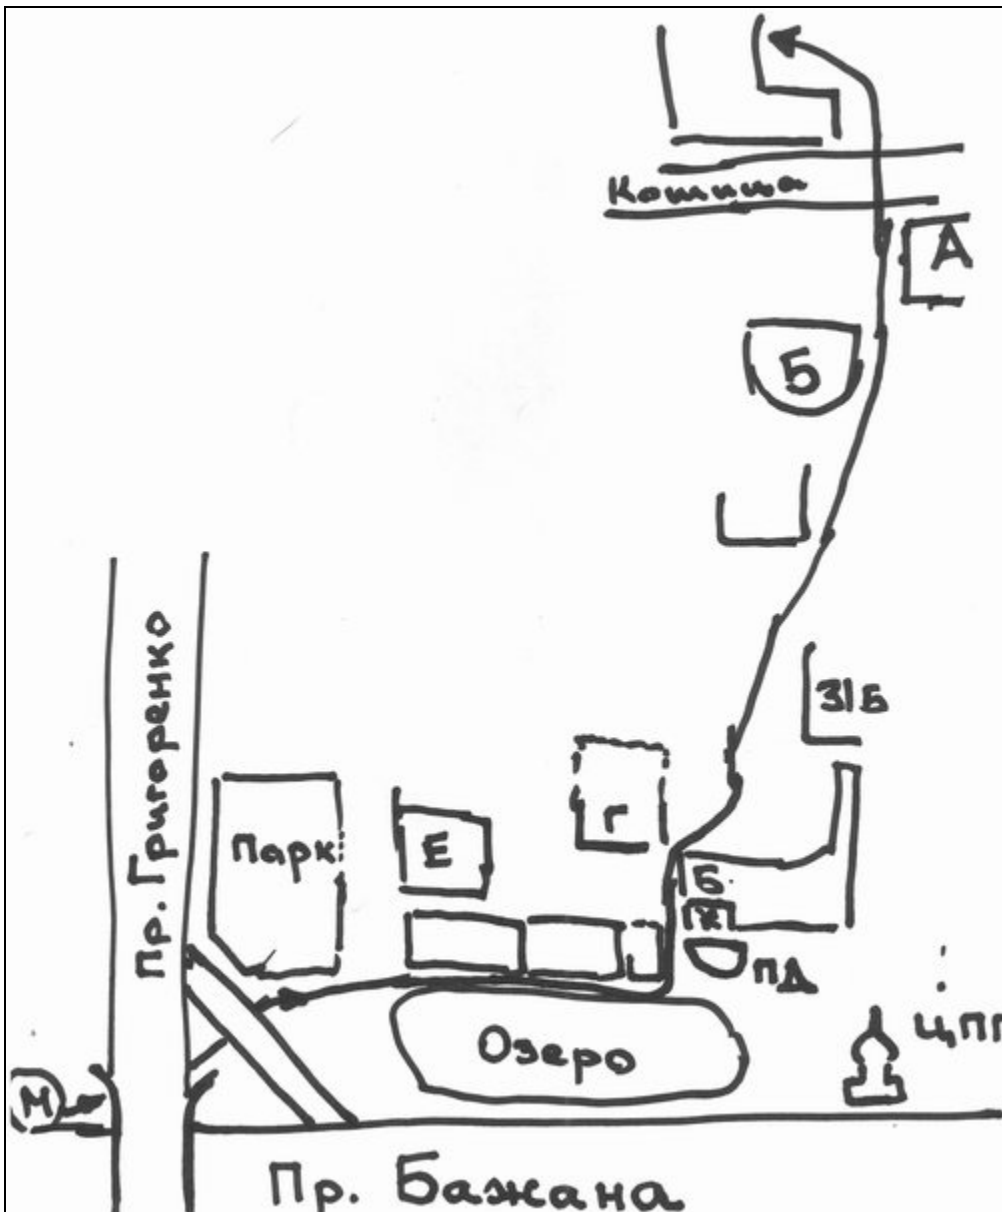 Кошица
А
Б
Пр. Григоренко
31Б
Парк
Е
Г
Б
Ж
ПД
Озеро
ЦПГ
М
Пр. Бажана